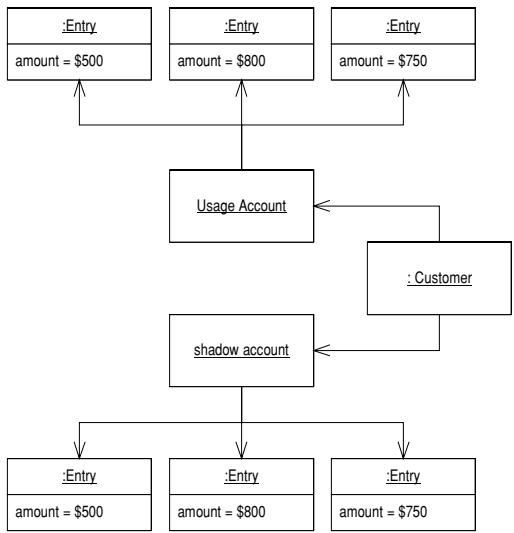 :Entry
amount = $500
:Entry
amount = $800
:Entry
amount = $750
Usage Account
: Customer
shadow account
:Entry
amount = $500
:Entry
amount = $800
:Entry
amount = $750